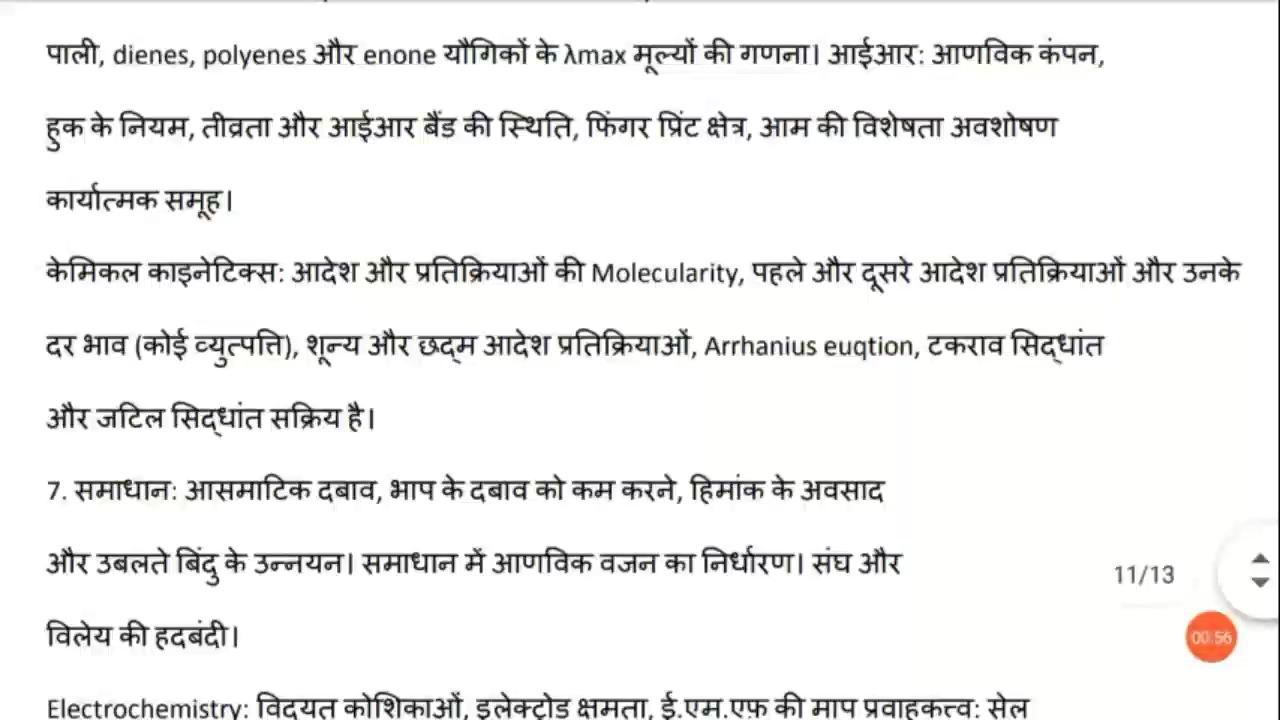 पाली, dienes, polyenes और enone यौगिकों के λmax मूल्यों की गणना। आईआर: आणविक कंपन,
हुक के नियम, तीव्रता और आईआर बैंड की स्थिति, फिंगर प्रिंट क्षेत्र, आम की विशेषता अवशोषण
कार्यात्मक समूह।
केमिकल काइनेटिक्स: आदेश और प्रतिक्रियाओं की Molecularity, पहले और दूसरे आदेश प्रतिक्रियाओं और उनके
दर भाव (कोई व्युत्पत्ति), शून्य और छद्म आदेश प्रतिक्रियाओं, Arrhanius euqtion, टकराव सिद्धांत
और जटिल सिद्धांत सक्रिय है।
7. समाधान: आसमाटिक दबाव, भाप के दबाव को कम करने, हिमांक के अवसाद
और उबलते बिंदु के उन्नयन। समाधान में आणविक वजन का निर्धारण। संघ और
11/13
विलेय की हदबंदी।
00:56
Electrochemistry: विद्युत कोशिकाओं, इलेक्ट्रोड क्षमता, ई.एम.एफ़ की माप प्रवाहकत्त्व: सेल